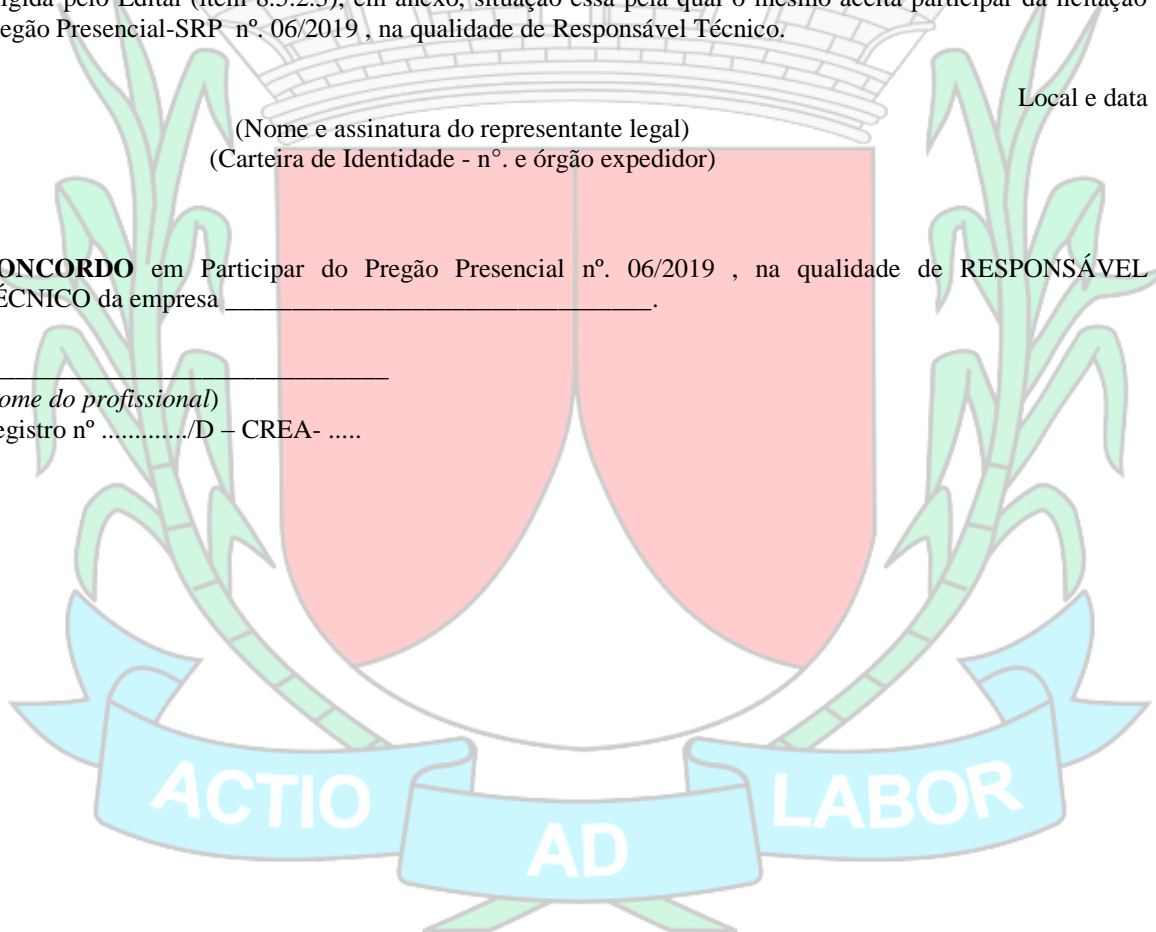 igida pelo Edital (item 8.3.2.3), em anexo, situação essa pela qual o mesmo aceita participar da licitação
egão Presencial-SRP nº. 06/2019 , na qualidade de Responsável Técnico.
Local e data
(Nome e assinatura do representante legal)
(Carteira de Identidade - n°. e órgão expedidor)
ONCORDO em Participar do Pregão Presencial nº. 06/2019 , na qualidade de RESPONSÁVEL
ÉCNICO da empresa ________________________________.
______________________________
ome do profissional)
egistro nº ............./D – CREA- .....
ACTIO
AD
LABOR